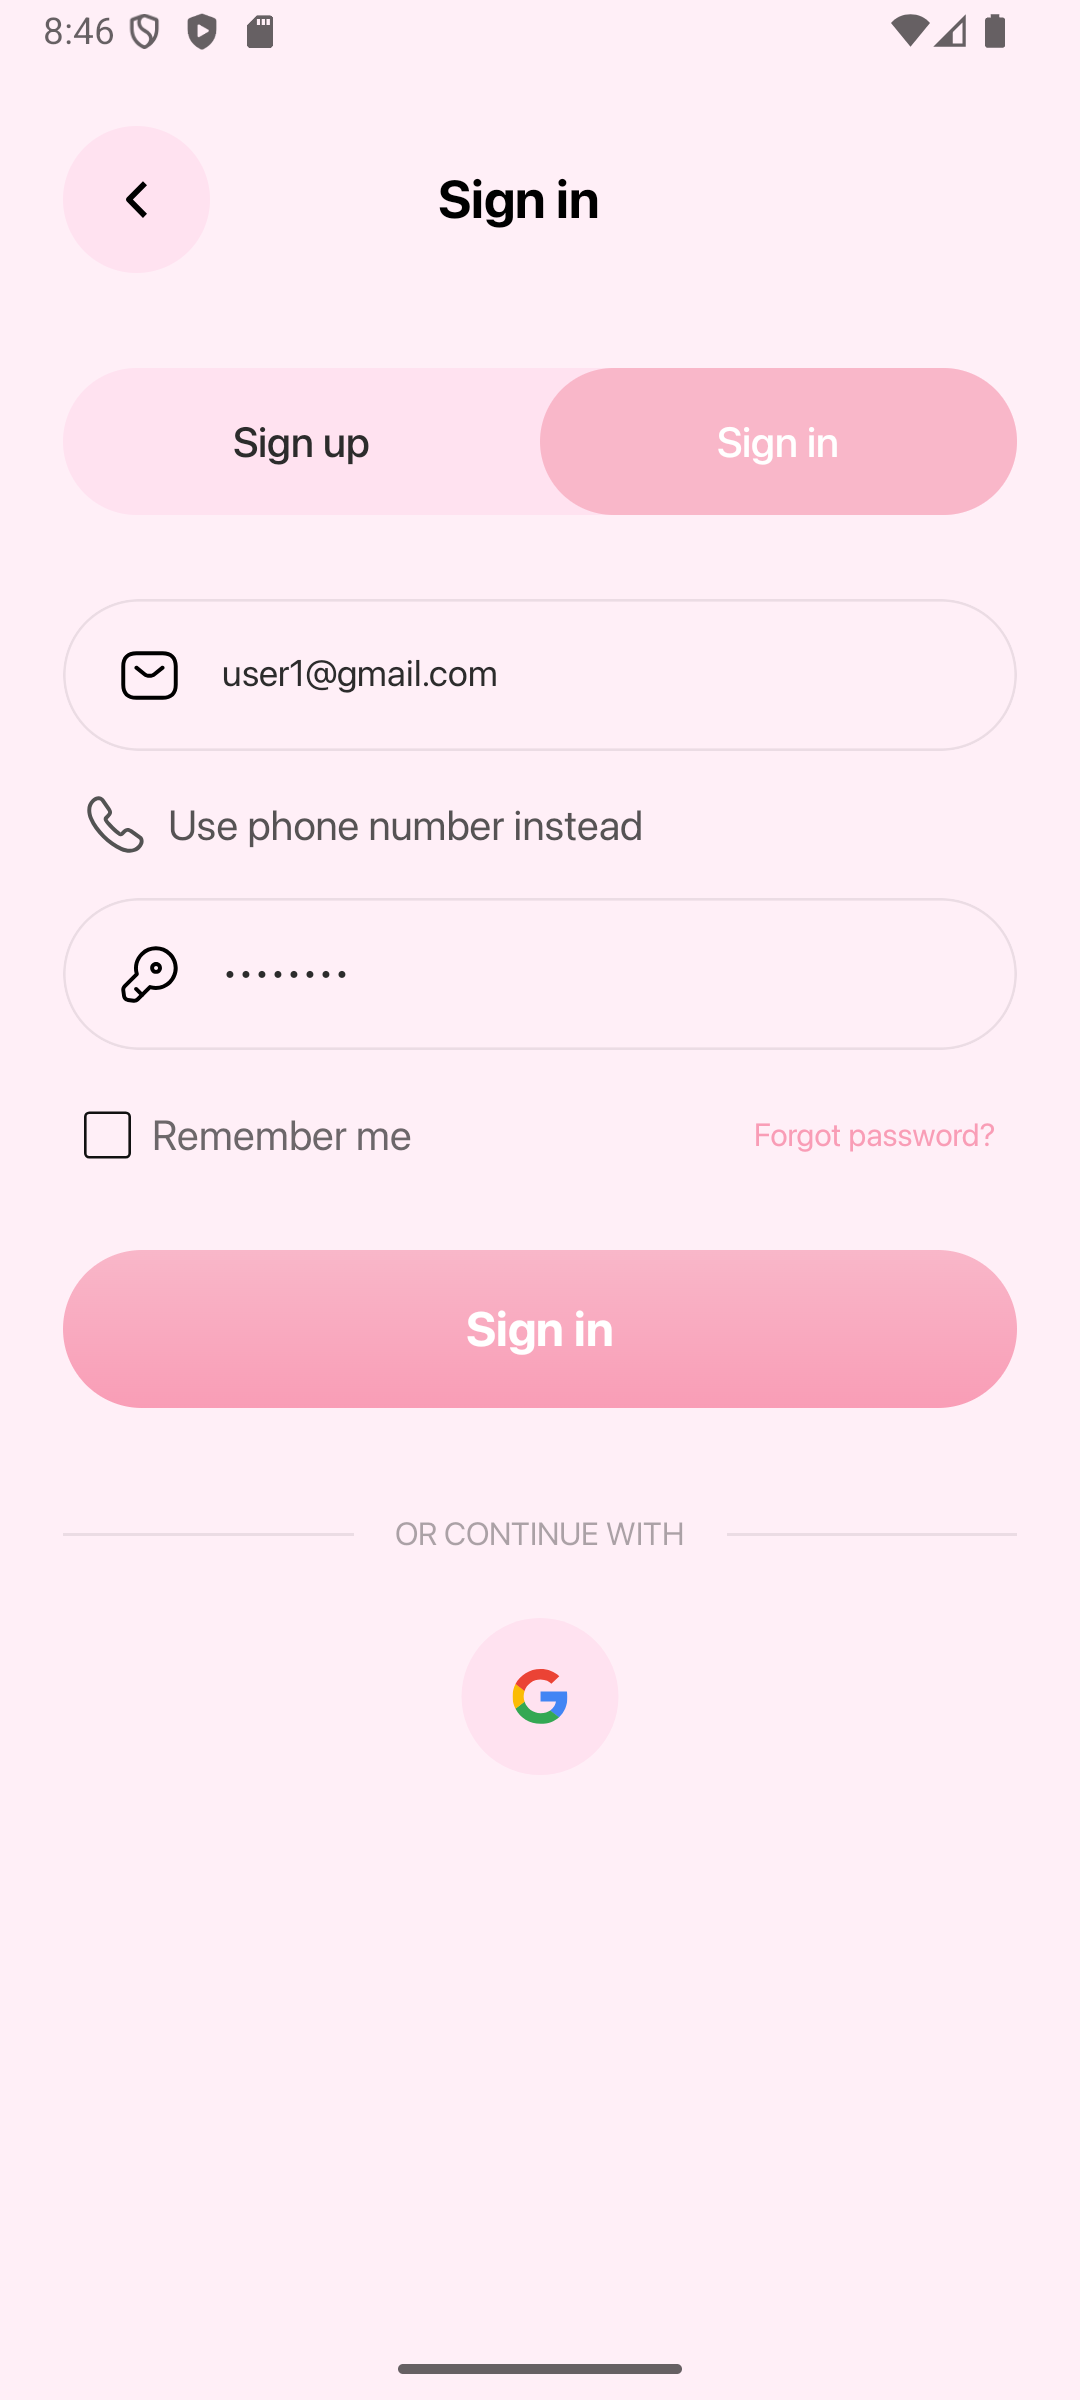 8:46
Sign in
Sign up
Sign in
user1@gmail.com
Use phone number instead
••••••••
Remember me
Forgot password?
Sign in
OR CONTINUE WITH